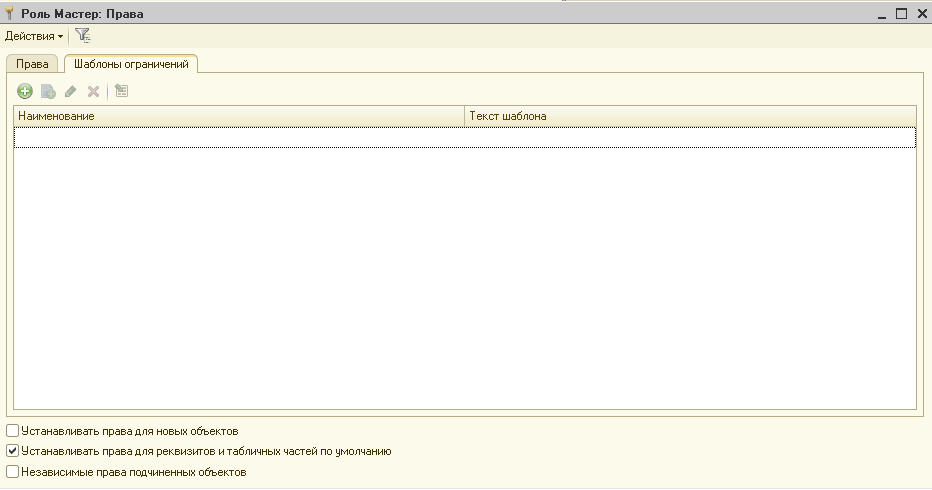 Роль Мастер: Права
Действия
Права
Шаблоны ограничений
Наименование
Текст шаблона
Устанавливать права для новых объектов
Устанавливать права для реквизитов и табличных частей по умолчанию
Независимые права подчиненных объектов